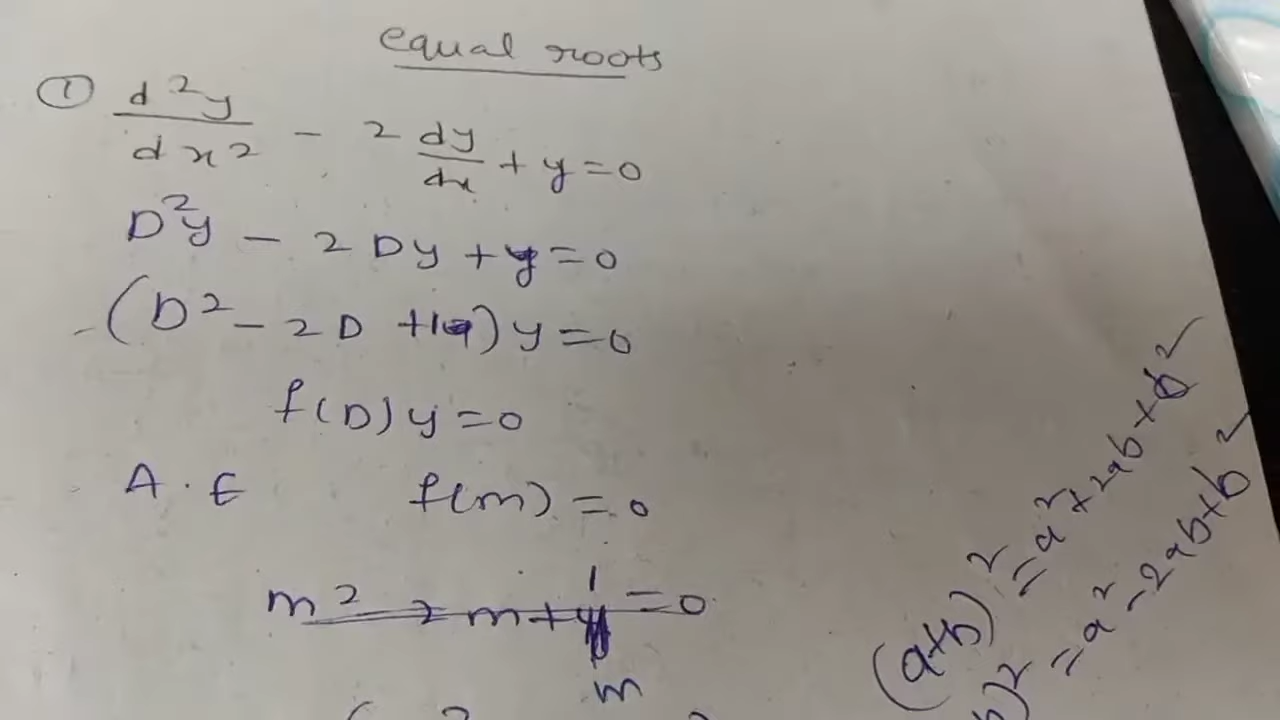 equal roots
① d²y/dx² - 2 dy/dx + y = 0
D²y - 2Dy + y = 0
(D² - 2D + 1) y = 0
f(D) y = 0
A.E f(m) = 0
m² 2m + 1 = 0
m
(a+b)² = a² + 2ab + b²
b)² = a² - 2ab + b²